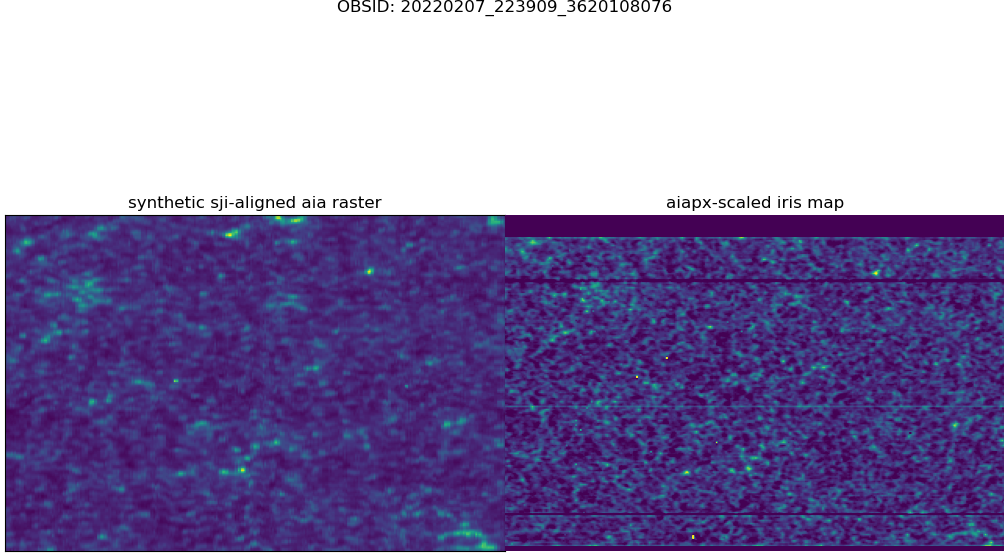 OBSID: 20220207_223909_3620108076
synthetic sji-aligned aia raster
aiapx-scaled iris map